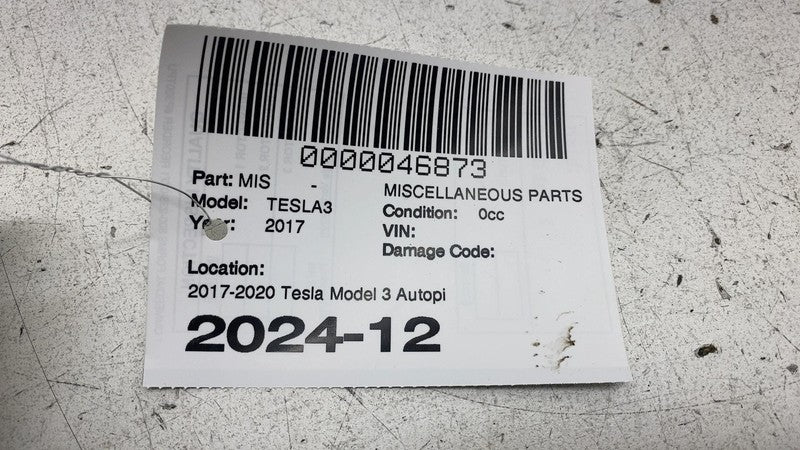 0000046873
Part: MIS - MISCELLANEOUS PARTS
Model: TESLA3 Condition: 0cc
Year: 2017 VIN:
Damage Code:
Location:
2017-2020 Tesla Model 3 Autopi
2024-12